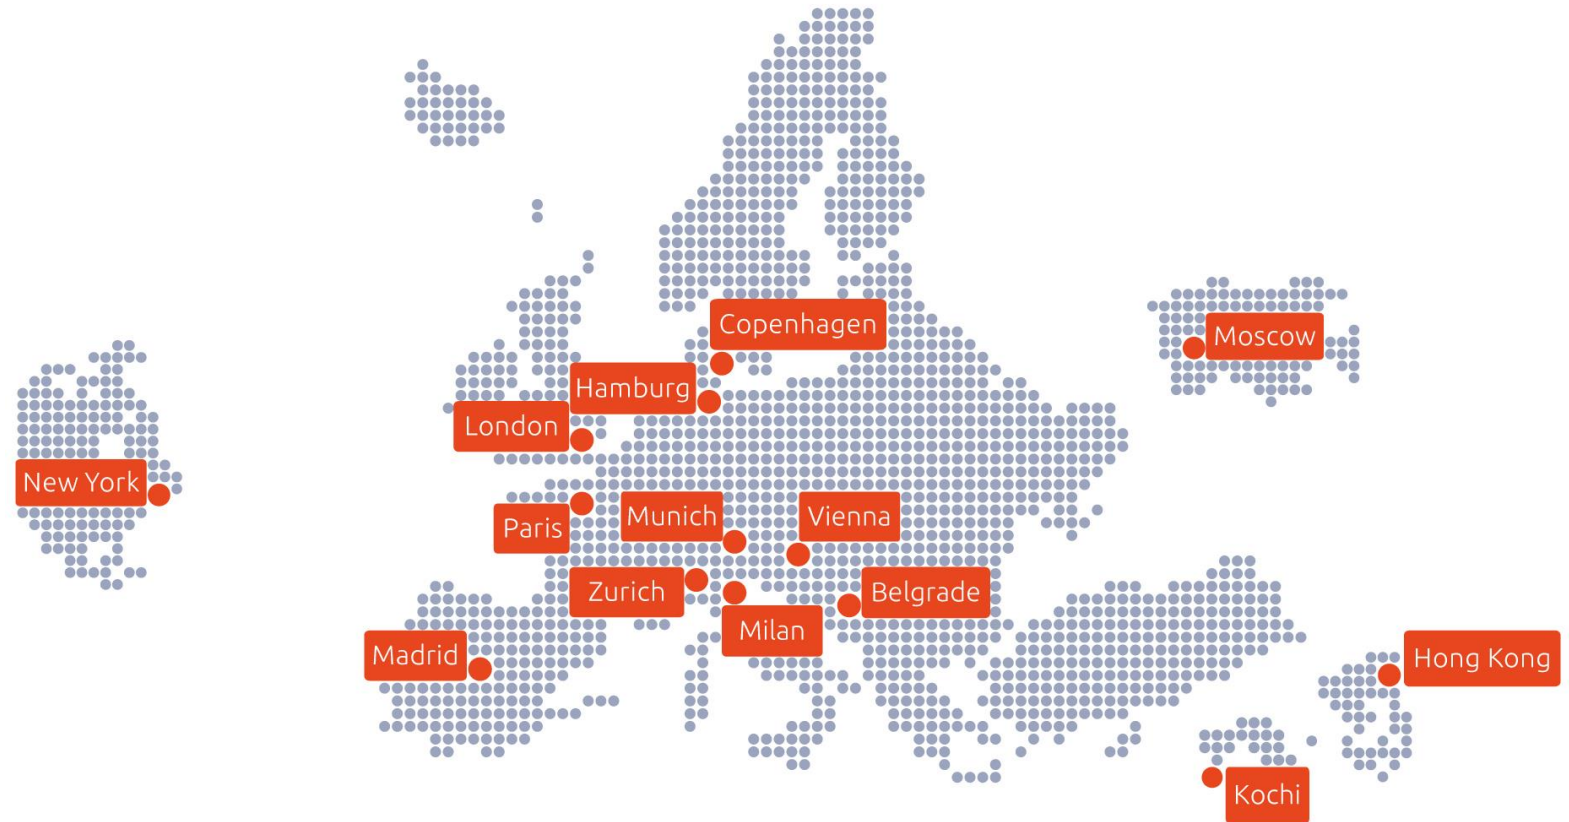 Copenhagen
Moscow
Hamburg
London
New York
Paris
Munich
Vienna
Zurich
Belgrade
Milan
Madrid
Hong Kong
Kochi